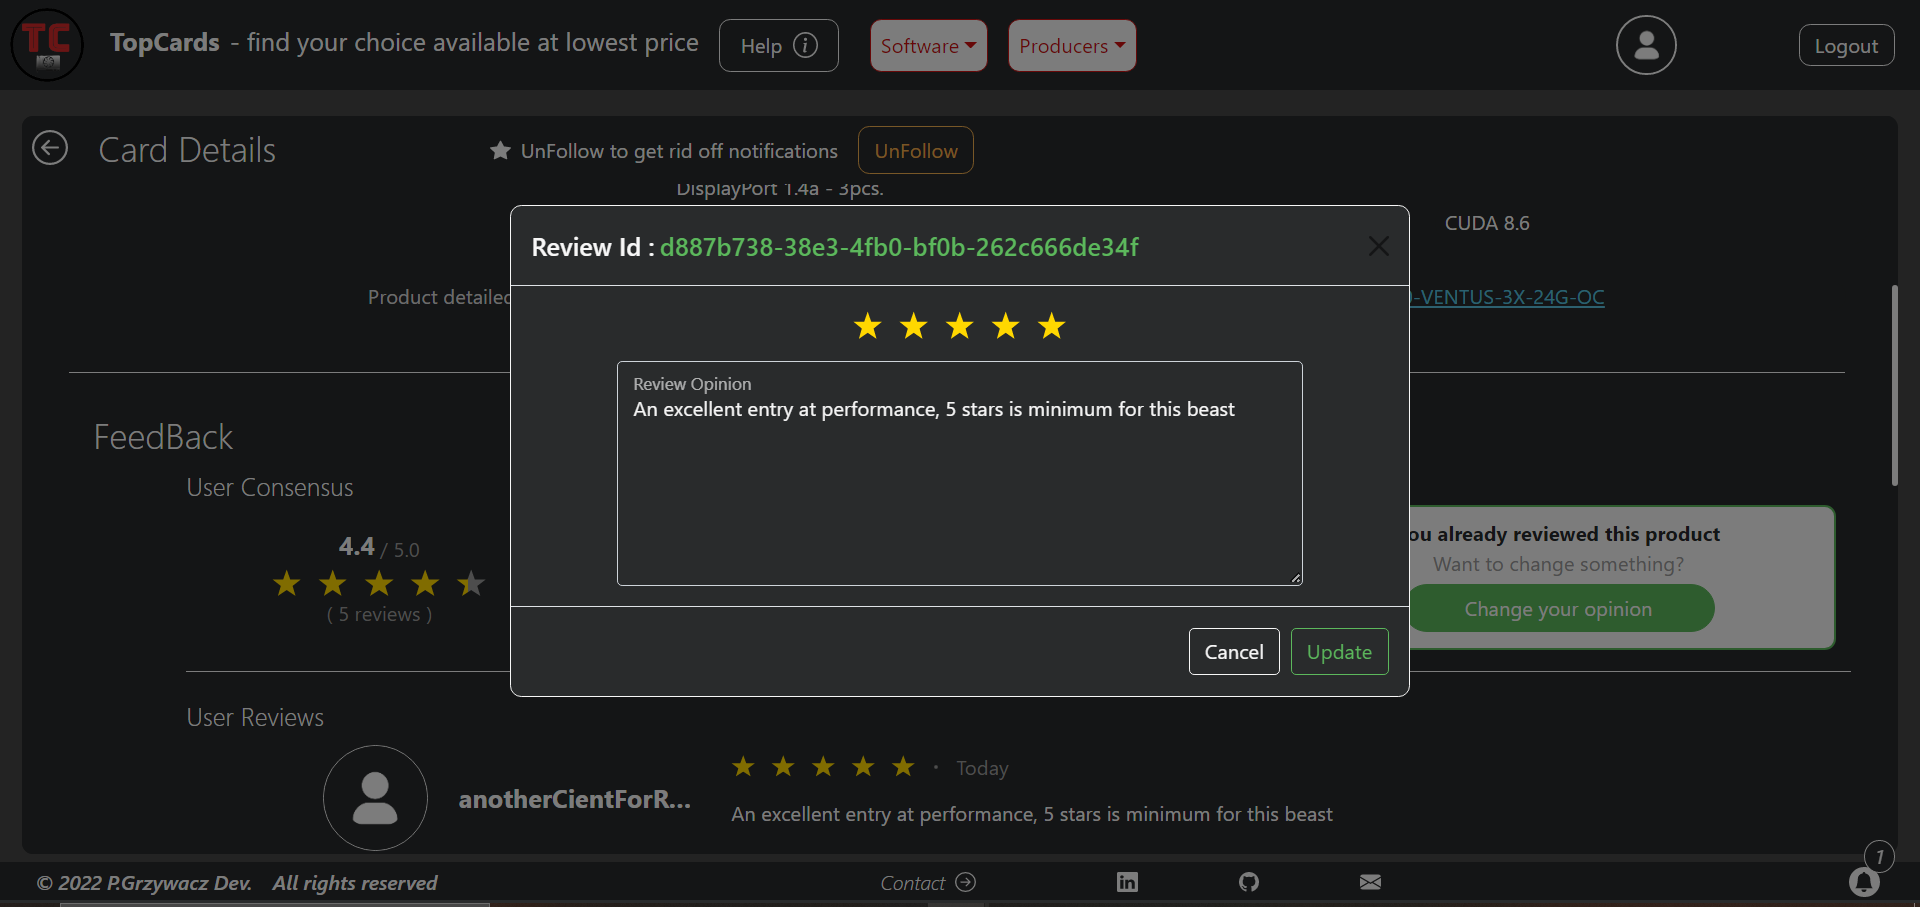 TC
TopCards - find your choice available at lowest price
Help
Software
Producers
Logout
Card Details
UnFollow to get rid off notifications
UnFollow
DisplayPort 1.4a - 3pcs.
CUDA 8.6
Review Id : d887b738-38e3-4fb0-bf0b-262c666de34f
Product detailed
-VENTUS-3X-24G-OC
Review Opinion
An excellent entry at performance, 5 stars is minimum for this beast
FeedBack
User Consensus
4.4 / 5.0
( 5 reviews )
ou already reviewed this product
Want to change something?
Change your opinion
Cancel
Update
User Reviews
anotherCientForR...
· Today
An excellent entry at performance, 5 stars is minimum for this beast
1
© 2022 P.Grzywacz Dev. All rights reserved
Contact
in